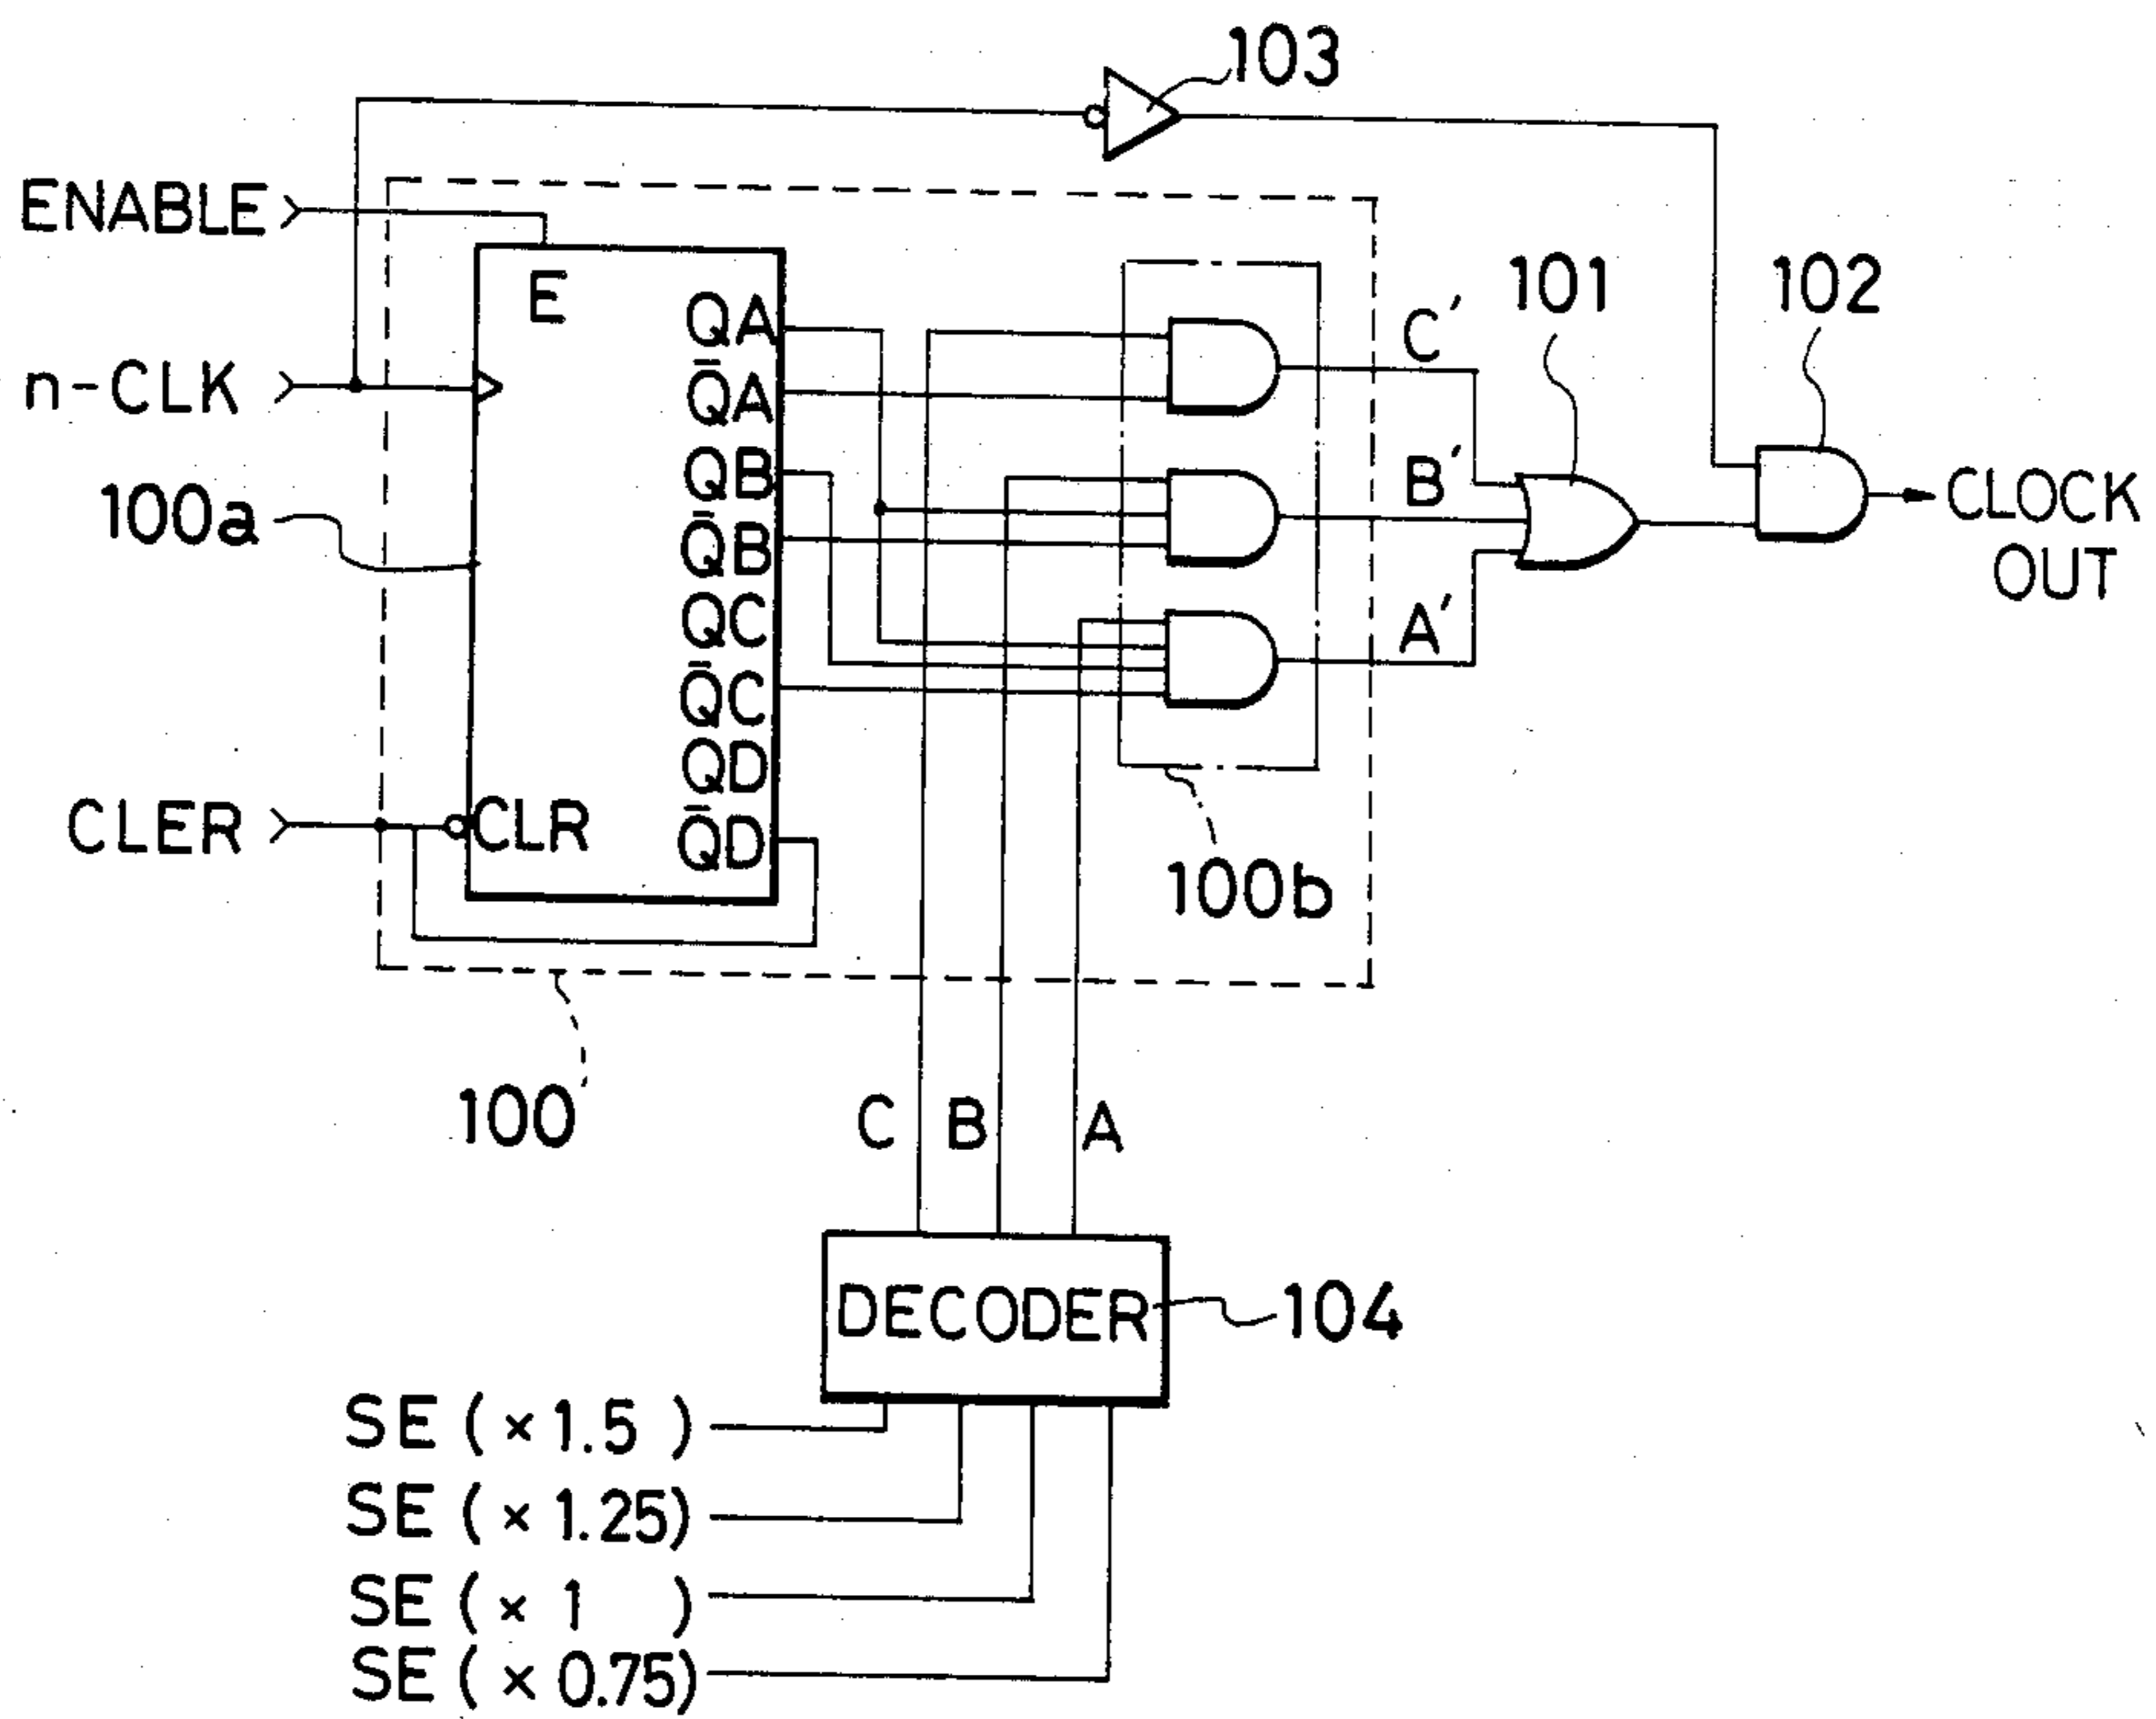 103
ENABLE
E
n-CLK
100a
QA
Q̄A
QB
Q̄B
QC
Q̄C
QD
Q̄D
CLER
CLR
C′
B′
A′
101
102
CLOCK
OUT
100b
100
C
B
A
DECODER
104
SE ( × 1.5 )
SE ( × 1.25)
SE ( × 1 )
SE ( × 0.75)